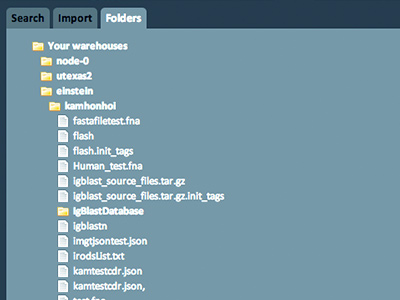 Search Import Folders
Your warehouses
node-0
utexas2
einstein
kamhonhoi
fastafiletest.fna
flash
flash.init_tags
Human_test.fna
igblast_source_files.tar.gz
igblast_source_files.tar.gz.init_tags
igBlastDatabase
igblastn
imgtjsontest.json
irodsList.txt
kamtestcdr.json
kamtestcdr.json,